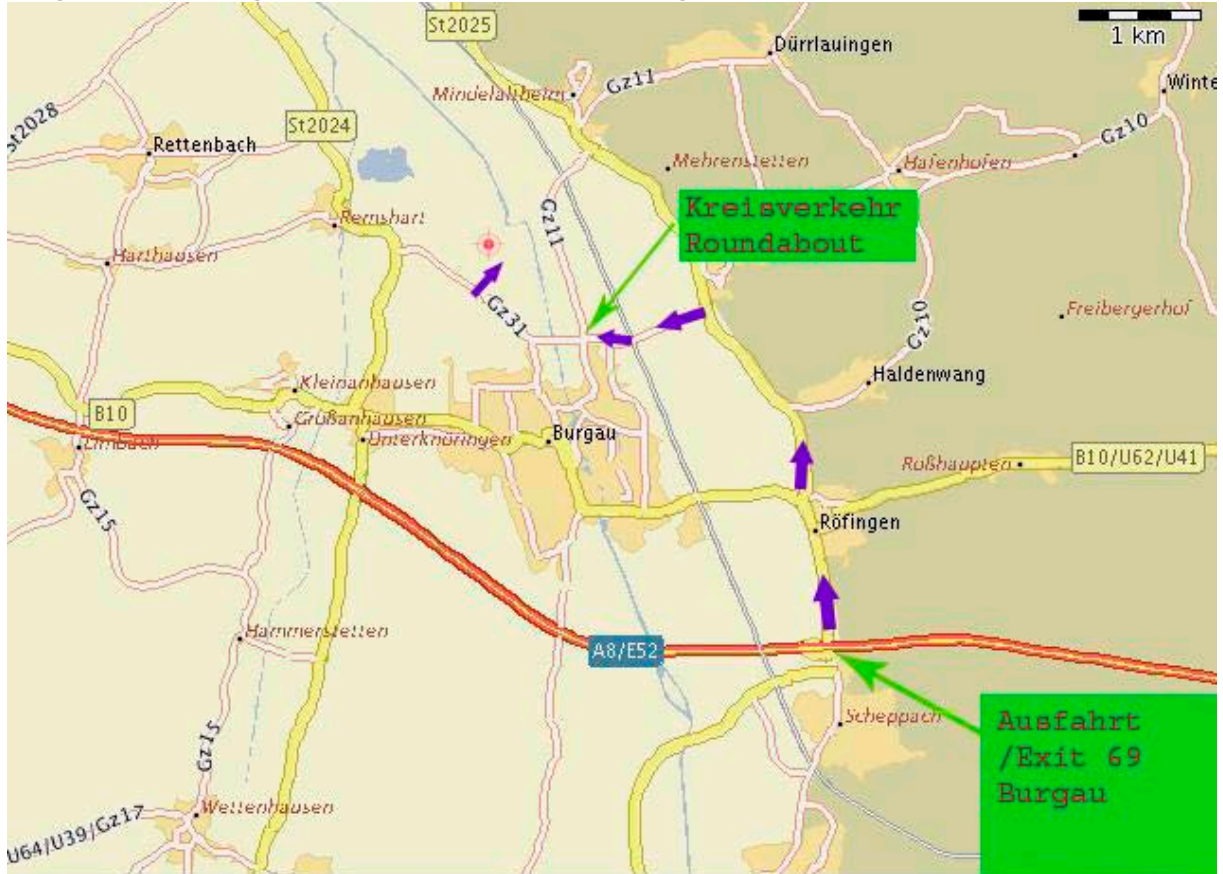 St2025
1 km
Dürrlauingen
Gz11
Mindelaltheim
Winte
St2028
St2024
Gz10
Rettenbach
Hafenhofen
Mehrenstetten
Kreisverkehr
Roundabout
Remshart
Gz11
Harthausen
Gz31
Gz10
Freibergerhof
Kleinanhausen
Haldenwang
B10
Großanhausen
Limbach
Unterknöringen
Burgau
Roßhaupten
B10/U62/U41
Gz15
Röfingen
Hammerstetten
A8/E52
Scheppach
Ausfahrt
/Exit 69
Burgau
Gz15
Wettenhausen
U64/U39/Gz17